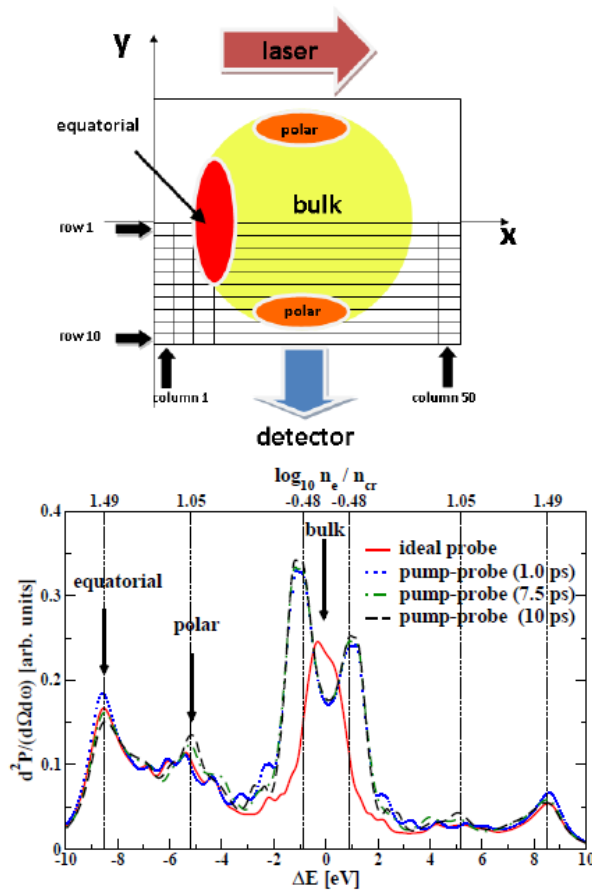 y
laser
equatorial
polar
bulk
x
row 1
polar
row 10
column 1
column 50
detector
log10 ne / ncr
1.49
1.05
-0.48
-0.48
1.05
1.49
0.4
bulk
ideal probe
equatorial
pump-probe (1.0 ps)
0.3
pump-probe (7.5 ps)
polar
pump-probe (10 ps)
d²P/(dΩdω) [arb. units]
0.2
0.1
0
-10
-8
-6
-4
-2
0
2
4
6
8
10
ΔE [eV]